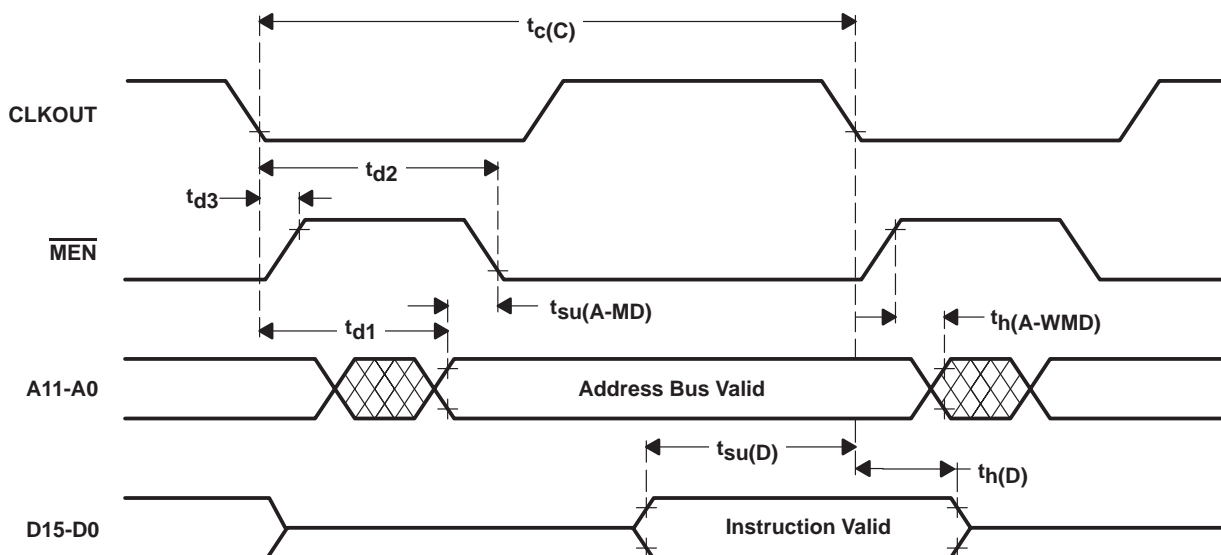 tc(C)
CLKOUT
td2
td3
MEN
tsu(A-MD)
td1
th(A-WMD)
A11-A0
Address Bus Valid
tsu(D)
th(D)
D15-D0
Instruction Valid